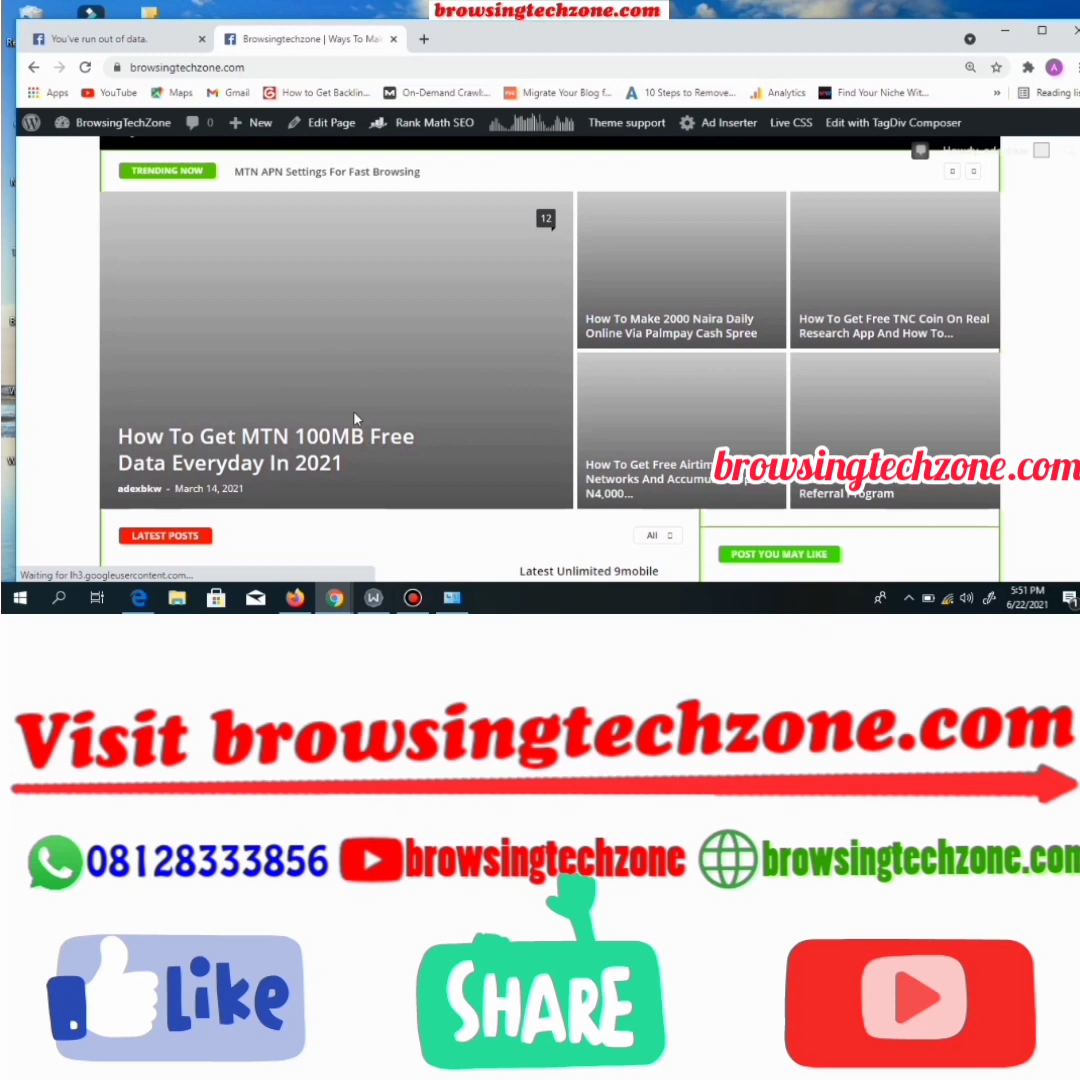 browsingtechzone.com
You've run out of data.
Browsingtechzone | Ways To Mak
browsingtechzone.com
Apps
YouTube
Maps
Gmail
How to Get Backlin...
On-Demand Crawl:...
Migrate Your Blog f...
10 Steps to Remove...
Analytics
Find Your Niche Wit...
»
Reading lis
BrowsingTechZone
0
New
Edit Page
Rank Math SEO
Theme support
Ad Inserter
Live CSS
Edit with TagDiv Composer
TRENDING NOW
MTN APN Settings For Fast Browsing
12
How To Get MTN 100MB Free
Data Everyday In 2021
adexbkw - March 14, 2021
How To Make 2000 Naira Daily
Online Via Palmpay Cash Spree
How To Get Free TNC Coin On Real
Research App And How To...
How To Get Free Airtim
Networks And Accumu
N4,000...
browsingtechzone.com
Referral Program
LATEST POSTS
All
POST YOU MAY LIKE
Latest Unlimited 9mobile
Waiting for lh3.googleusercontent.com...
5:51 PM
6/22/2021
1
Visit browsingtechzone.com
08128333856
browsingtechzone
browsingtechzone.com
Like
SHARE